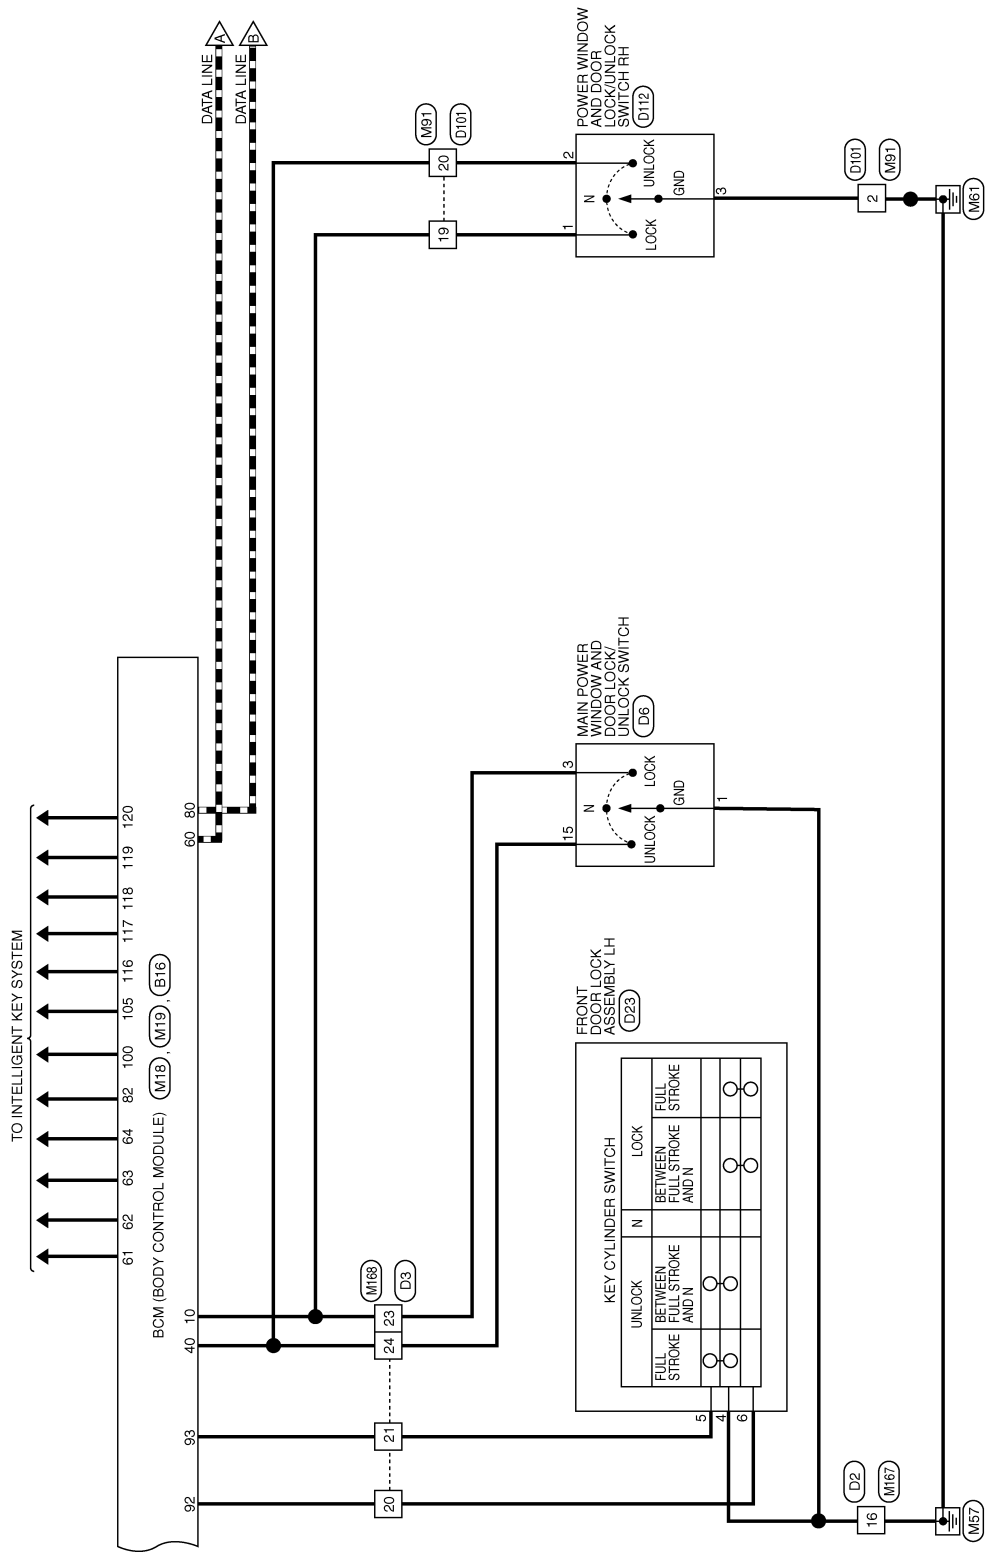 TO INTELLIGENT KEY SYSTEM
61
62
63
64
82
100
105
116
117
118
119
120
BCM (BODY CONTROL MODULE)
M18 , M19 , B16
92
93
40
10
60
80
DATA LINE
A
DATA LINE
B
20
21
24
23
M168
D3
19
20
M91
D101
FRONT
DOOR LOCK
ASSEMBLY LH
D23
KEY CYLINDER SWITCH
UNLOCK
N
LOCK
FULL
STROKE
BETWEEN
FULL STROKE
AND N
BETWEEN
FULL STROKE
AND N
FULL
STROKE
5
4
6
MAIN POWER
WINDOW AND
DOOR LOCK/
UNLOCK SWITCH
D6
15
3
N
UNLOCK
LOCK
GND
1
POWER WINDOW
AND DOOR
LOCK/UNLOCK
SWITCH RH
D112
1
2
N
LOCK
UNLOCK
GND
3
16
D2
M167
M57
2
D101
M91
M61